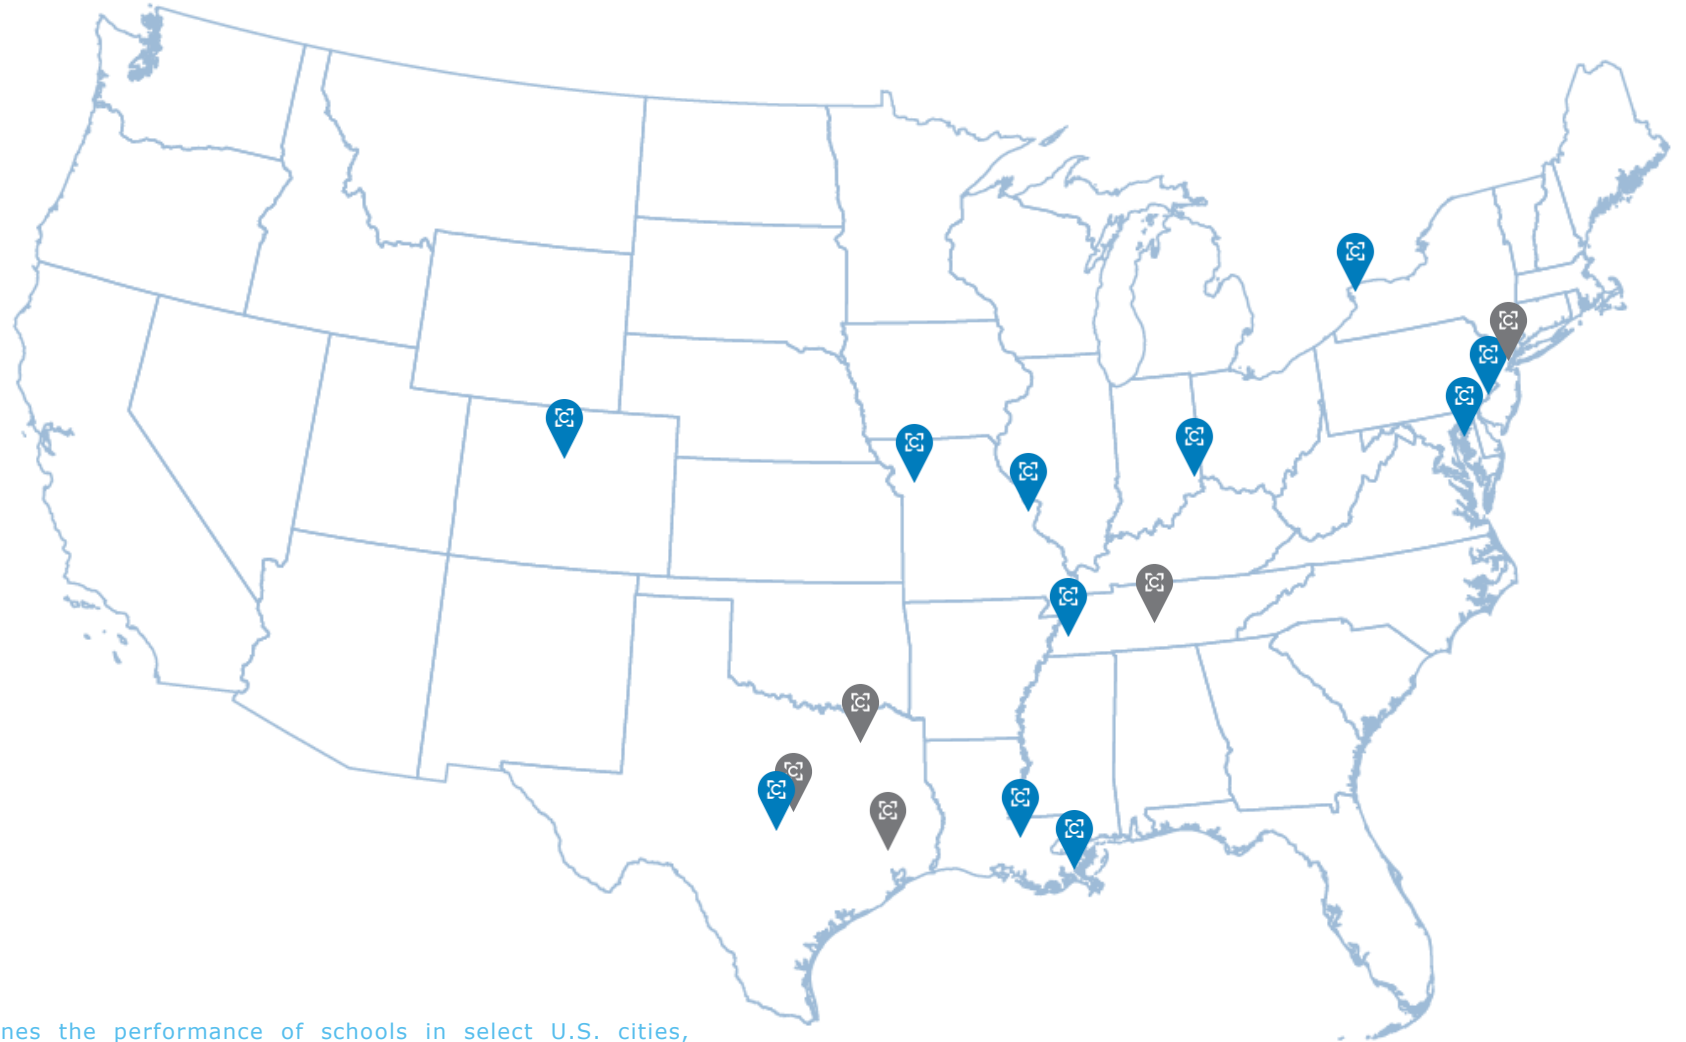 nes the performance of schools in select U.S. cities,